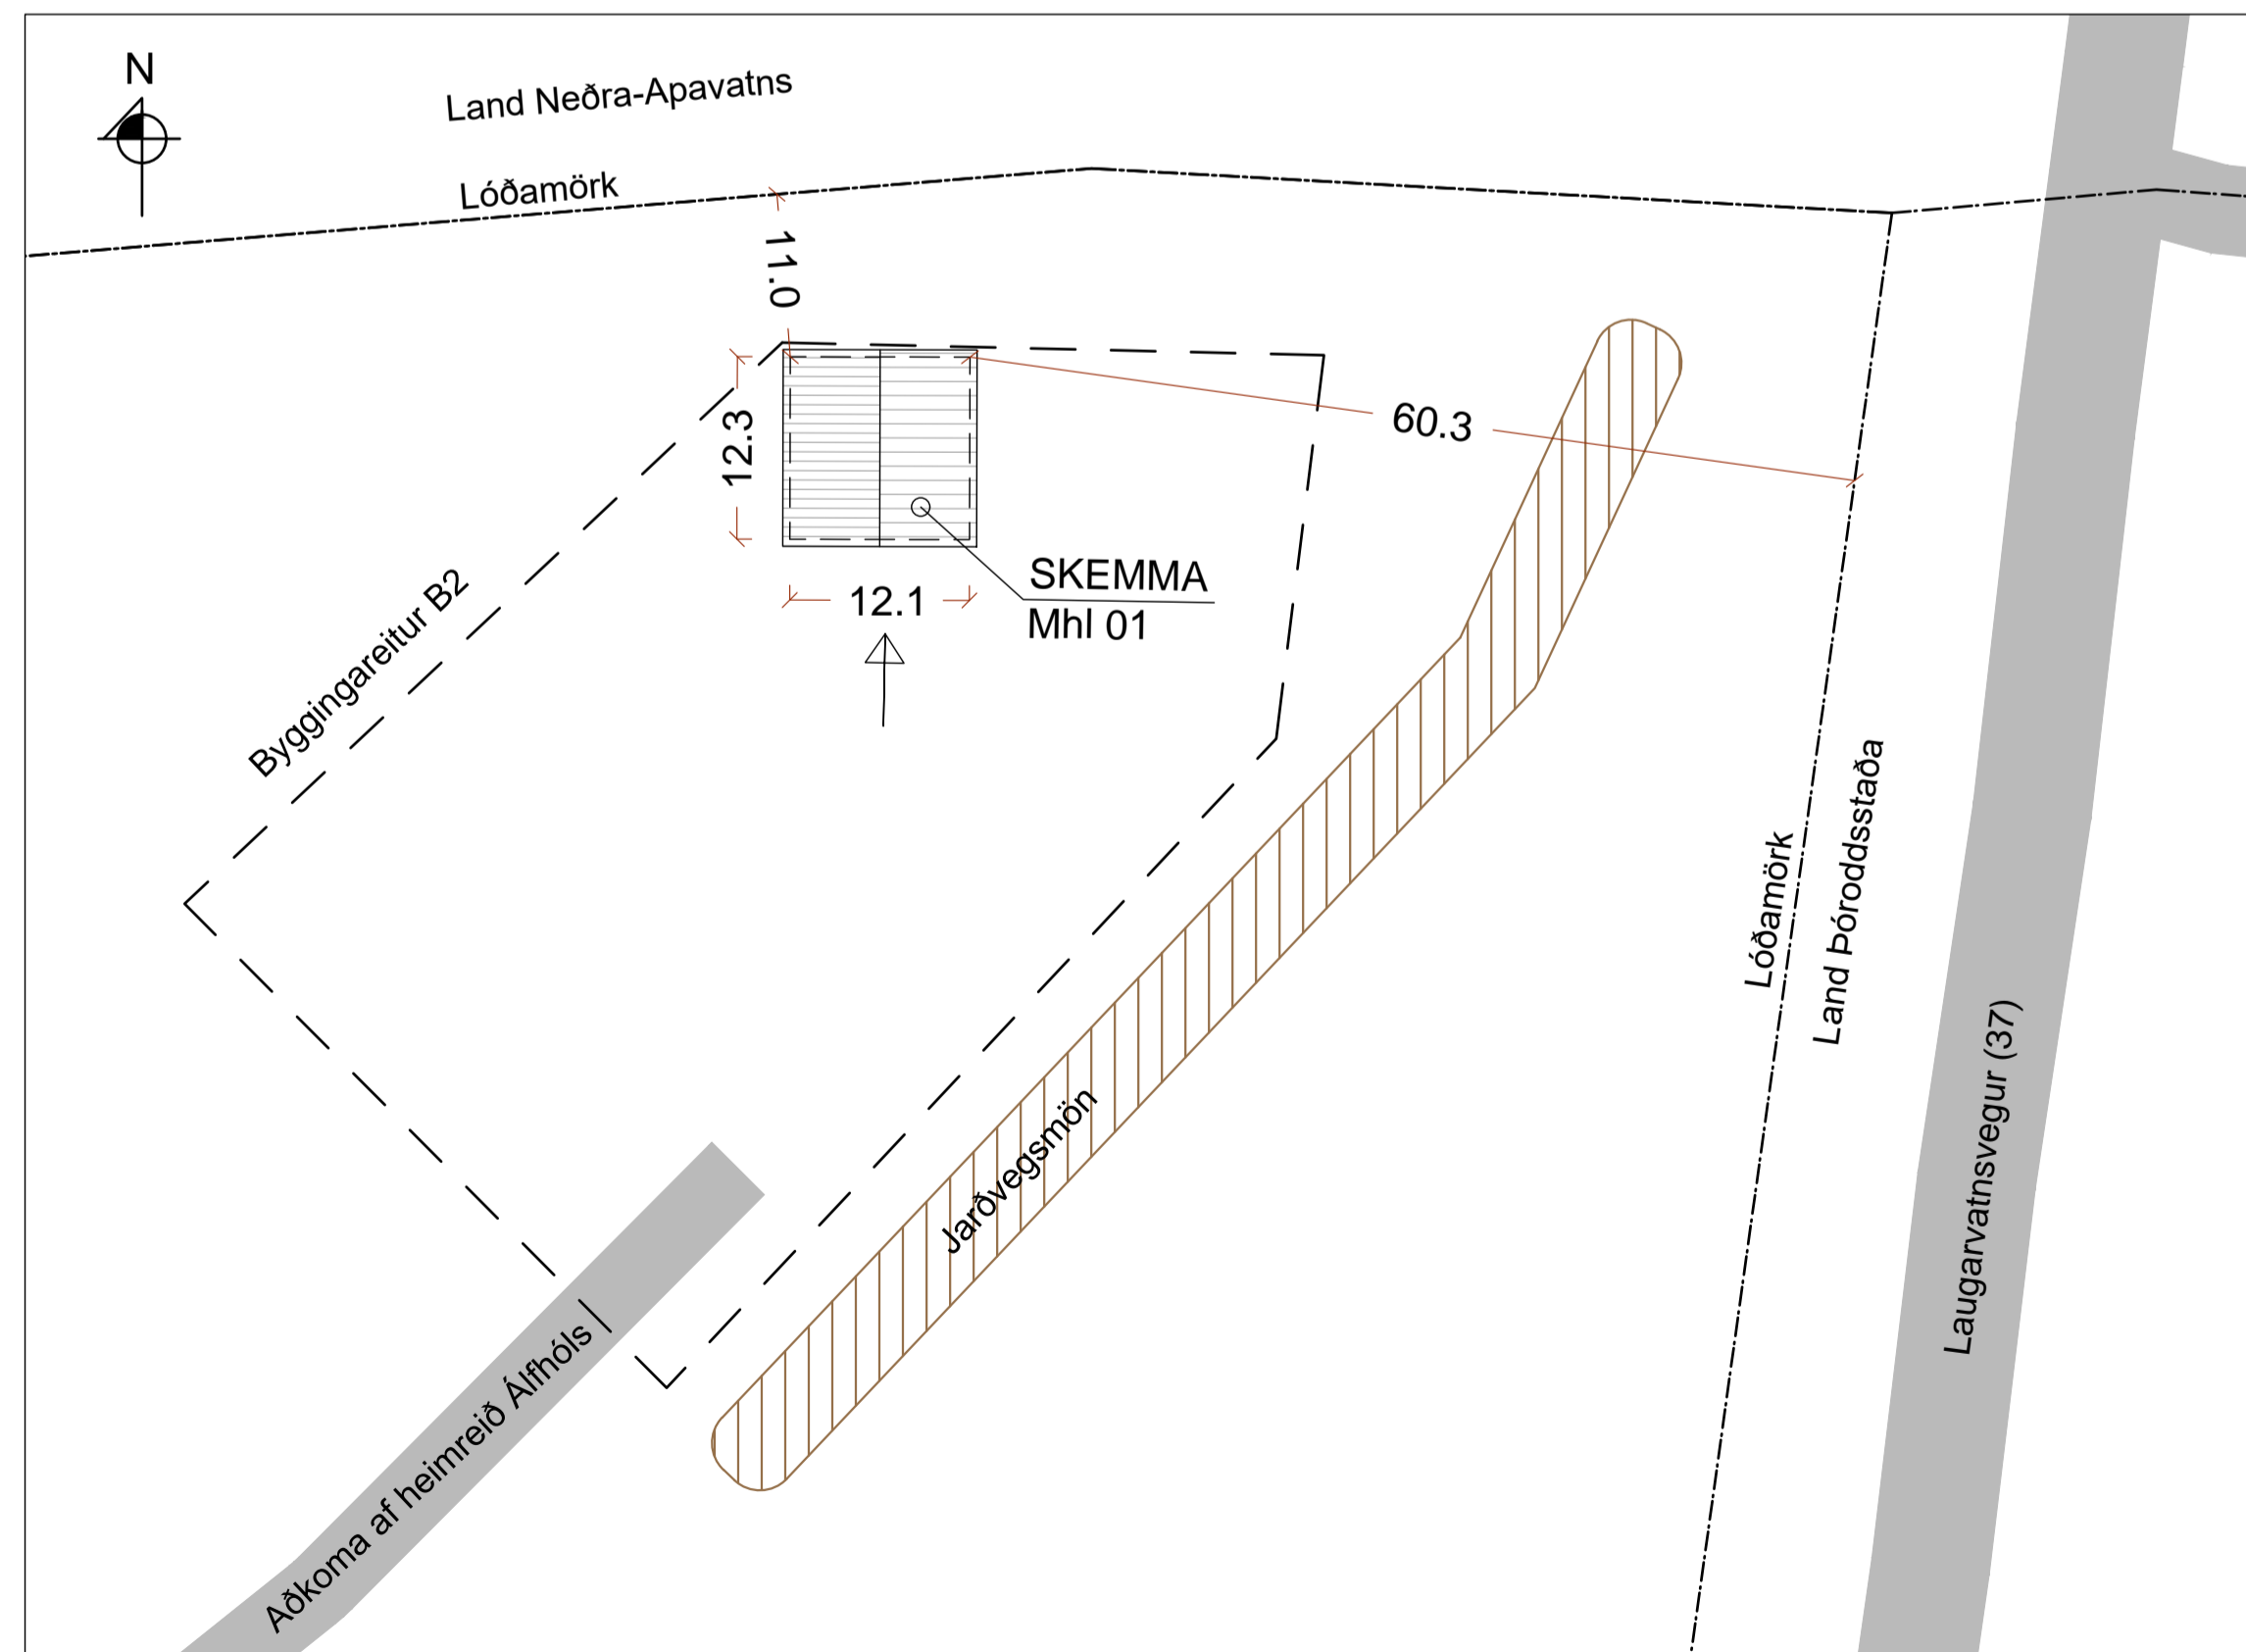 N
Land Neðra-Apavatns
Lóðamörk
11.0
12.3
60.3
12.1
SKEMMA
Mhl 01
Byggingareitur B2
Lóðamörk
Land Þóroddsstaða
Laugarvatnsvegur (37)
Jarðvegsmön
Aðkoma af heimreið Álfhóls